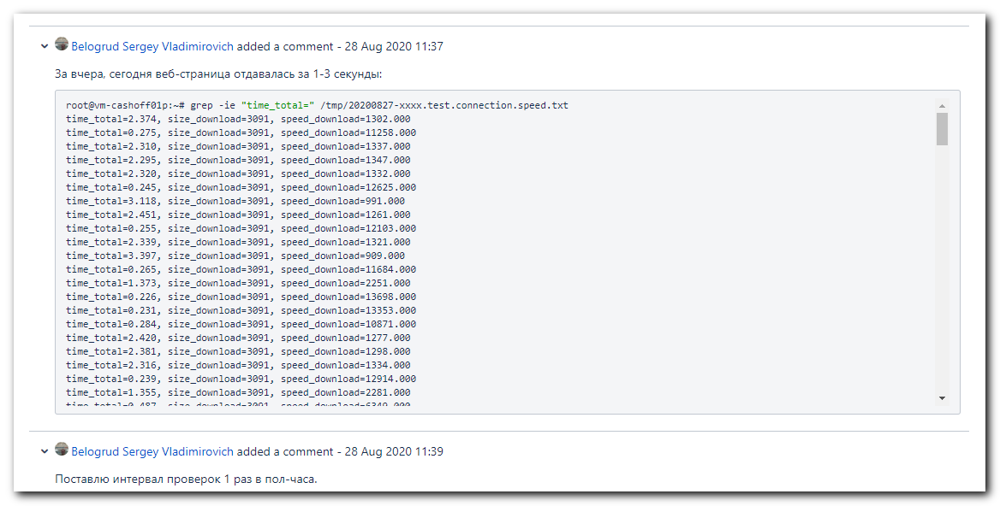 Belogrud Sergey Vladimirovich added a comment - 28 Aug 2020 11:37
За вчера, сегодня веб-страница отдавалась за 1-3 секунды:
root@vm-cashoff01p:~# grep -ie "time_total=" /tmp/20200827-xxxx.test.connection.speed.txt
time_total=2.374, size_download=3091, speed_download=1302.000
time_total=0.275, size_download=3091, speed_download=11258.000
time_total=2.310, size_download=3091, speed_download=1337.000
time_total=2.295, size_download=3091, speed_download=1347.000
time_total=2.320, size_download=3091, speed_download=1332.000
time_total=0.245, size_download=3091, speed_download=12625.000
time_total=3.118, size_download=3091, speed_download=991.000
time_total=2.451, size_download=3091, speed_download=1261.000
time_total=0.255, size_download=3091, speed_download=12103.000
time_total=2.339, size_download=3091, speed_download=1321.000
time_total=3.397, size_download=3091, speed_download=909.000
time_total=0.265, size_download=3091, speed_download=11684.000
time_total=1.373, size_download=3091, speed_download=2251.000
time_total=0.226, size_download=3091, speed_download=13698.000
time_total=0.231, size_download=3091, speed_download=13353.000
time_total=0.284, size_download=3091, speed_download=10871.000
time_total=2.420, size_download=3091, speed_download=1277.000
time_total=2.381, size_download=3091, speed_download=1298.000
time_total=2.316, size_download=3091, speed_download=1334.000
time_total=0.239, size_download=3091, speed_download=12914.000
time_total=1.355, size_download=3091, speed_download=2281.000
time_total=0.487, size_download=3091, speed_download=6349.000
Belogrud Sergey Vladimirovich added a comment - 28 Aug 2020 11:39
Поставлю интервал проверок 1 раз в пол-часа.